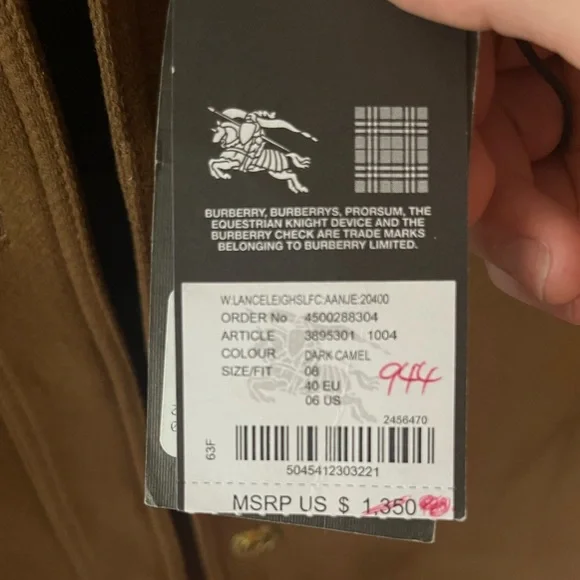 BURBERRY, BURBERRYS, PRORSUM, THE
EQUESTRIAN KNIGHT DEVICE AND THE
BURBERRY CHECK ARE TRADE MARKS
BELONGING TO BURBERRY LIMITED.
W:LANCELEIGHSLFC:AANJE:20400
ORDER No 4500288304
ARTICLE 3895301 1004
COLOUR DARK CAMEL
SIZE/FIT 08
944
40 EU
06 US
2456470
63F
5045412303221
MSRP US $ 1,350